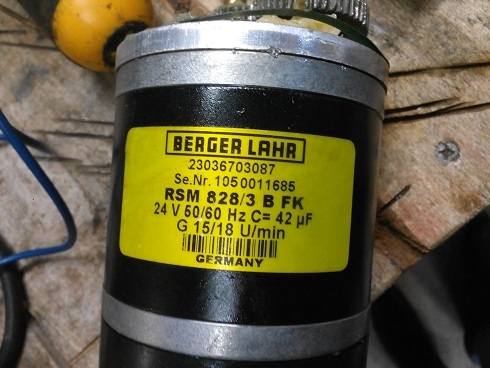 BERGER LAHR
23036703087
Se.Nr. 1050011685
RSM 828/3 B FK
24 V 50/60 Hz C= 42 µF
G 15/18 U/min
GERMANY